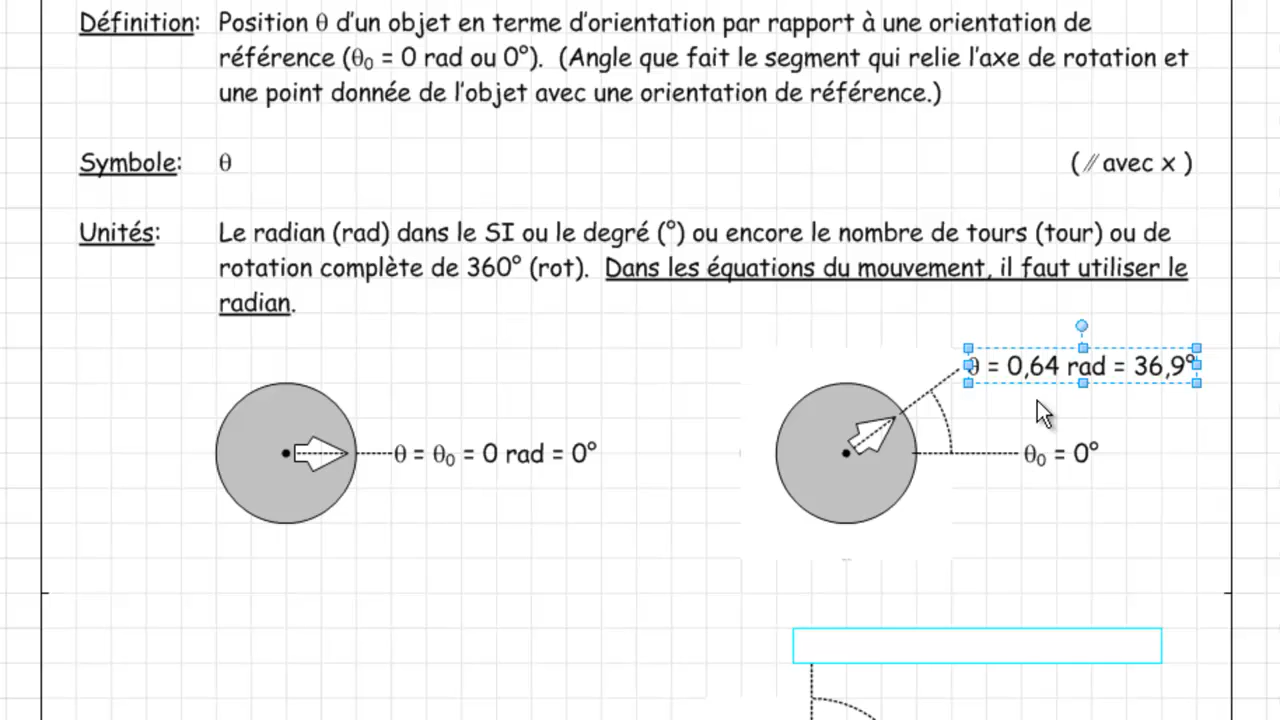 Définition: Position θ d'un objet en terme d'orientation par rapport à une orientation de
référence (θ₀ = 0 rad ou 0°). (Angle que fait le segment qui relie l'axe de rotation et
une point donnée de l'objet avec une orientation de référence.)
Symbole: θ (⫽ avec x )
Unités: Le radian (rad) dans le SI ou le degré (°) ou encore le nombre de tours (tour) ou de
rotation complète de 360° (rot). Dans les équations du mouvement, il faut utiliser le
radian.
θ = 0,64 rad = 36,9°
θ = θ₀ = 0 rad = 0°
θ₀ = 0°